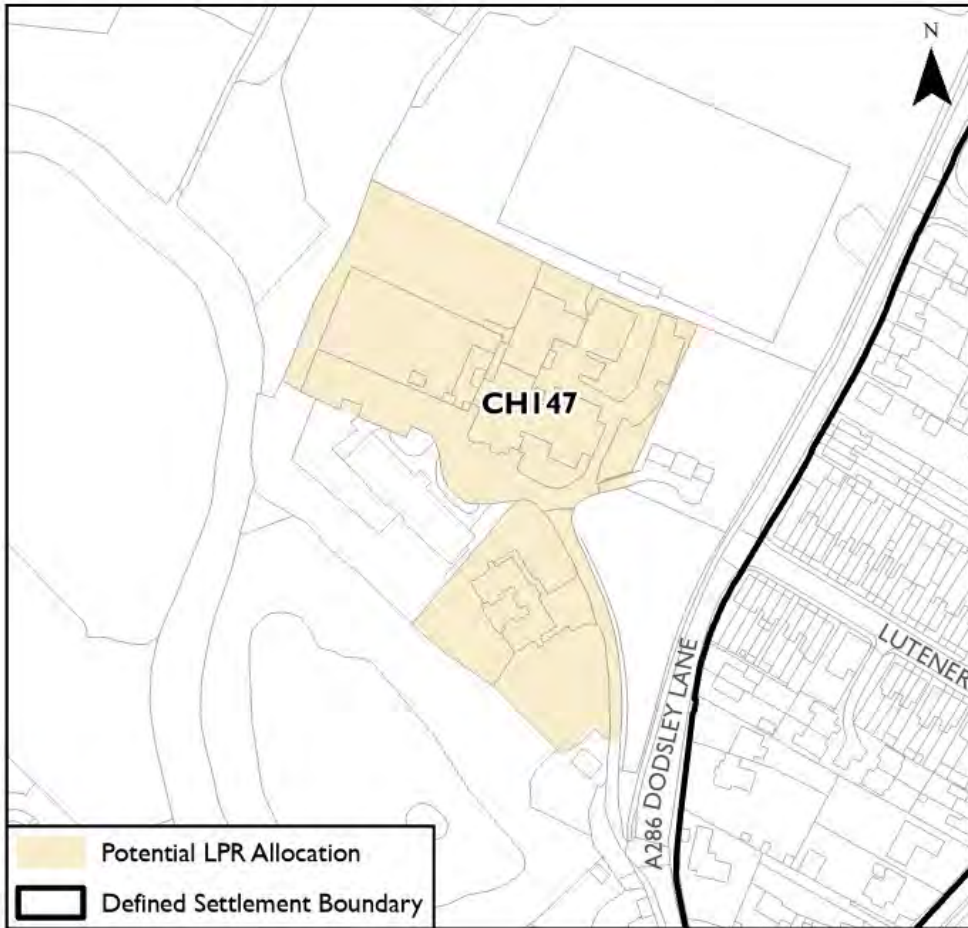 N
CH147
LUTENER
A286 DODSLEY LANE
Potential LPR Allocation
Defined Settlement Boundary